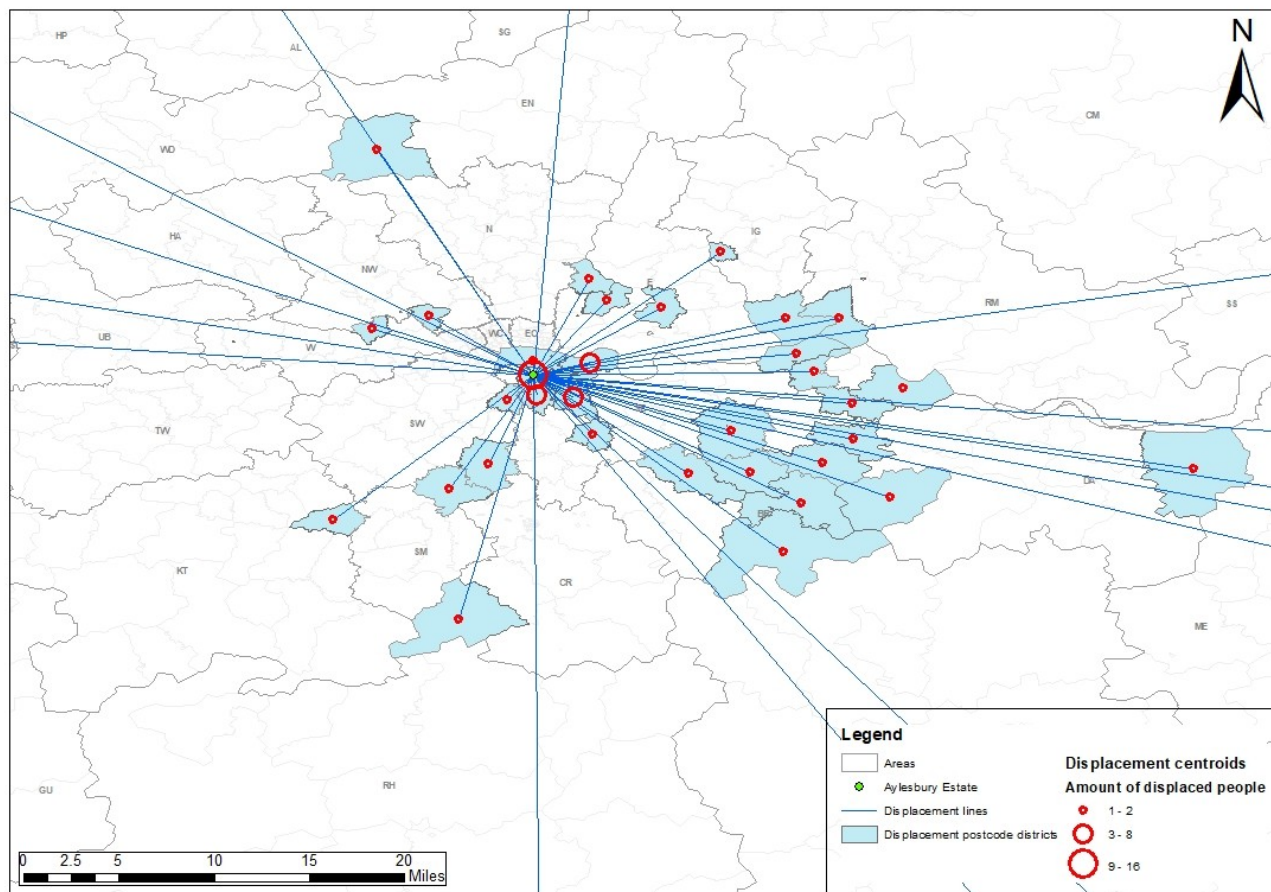 N
SG
HP
AL
EN
CM
WD
HA
N
IG
NW
E
RM
SS
UB
WC
EC
W
TW
SW
DA
BR
SM
KT
CR
ME
GU
RH
Legend
Areas
Aylesbury Estate
Displacement lines
Displacement postcode districts
Displacement centroids
Amount of displaced people
1 - 2
3 - 8
9 - 16
0 2.5 5 10 15 20
Miles